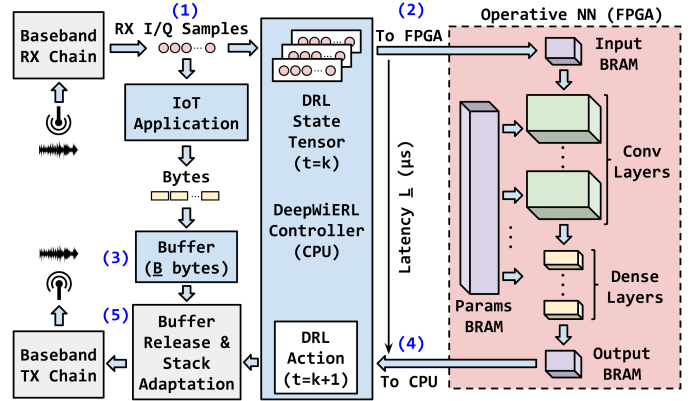 (1)
(2)
Operative NN (FPGA)
Baseband
RX Chain
RX I/Q Samples
To FPGA
Input
BRAM
IoT
Application
DRL
State
Tensor
(t=k)
Bytes
DeepWiERL
Controller
(CPU)
Latency L (μs)
Conv
Layers
(3)
Buffer
(B bytes)
Dense
Layers
Params
BRAM
(5)
Baseband
TX Chain
Buffer
Release &
Stack
Adaptation
DRL
Action
(t=k+1)
(4)
To CPU
Output
BRAM